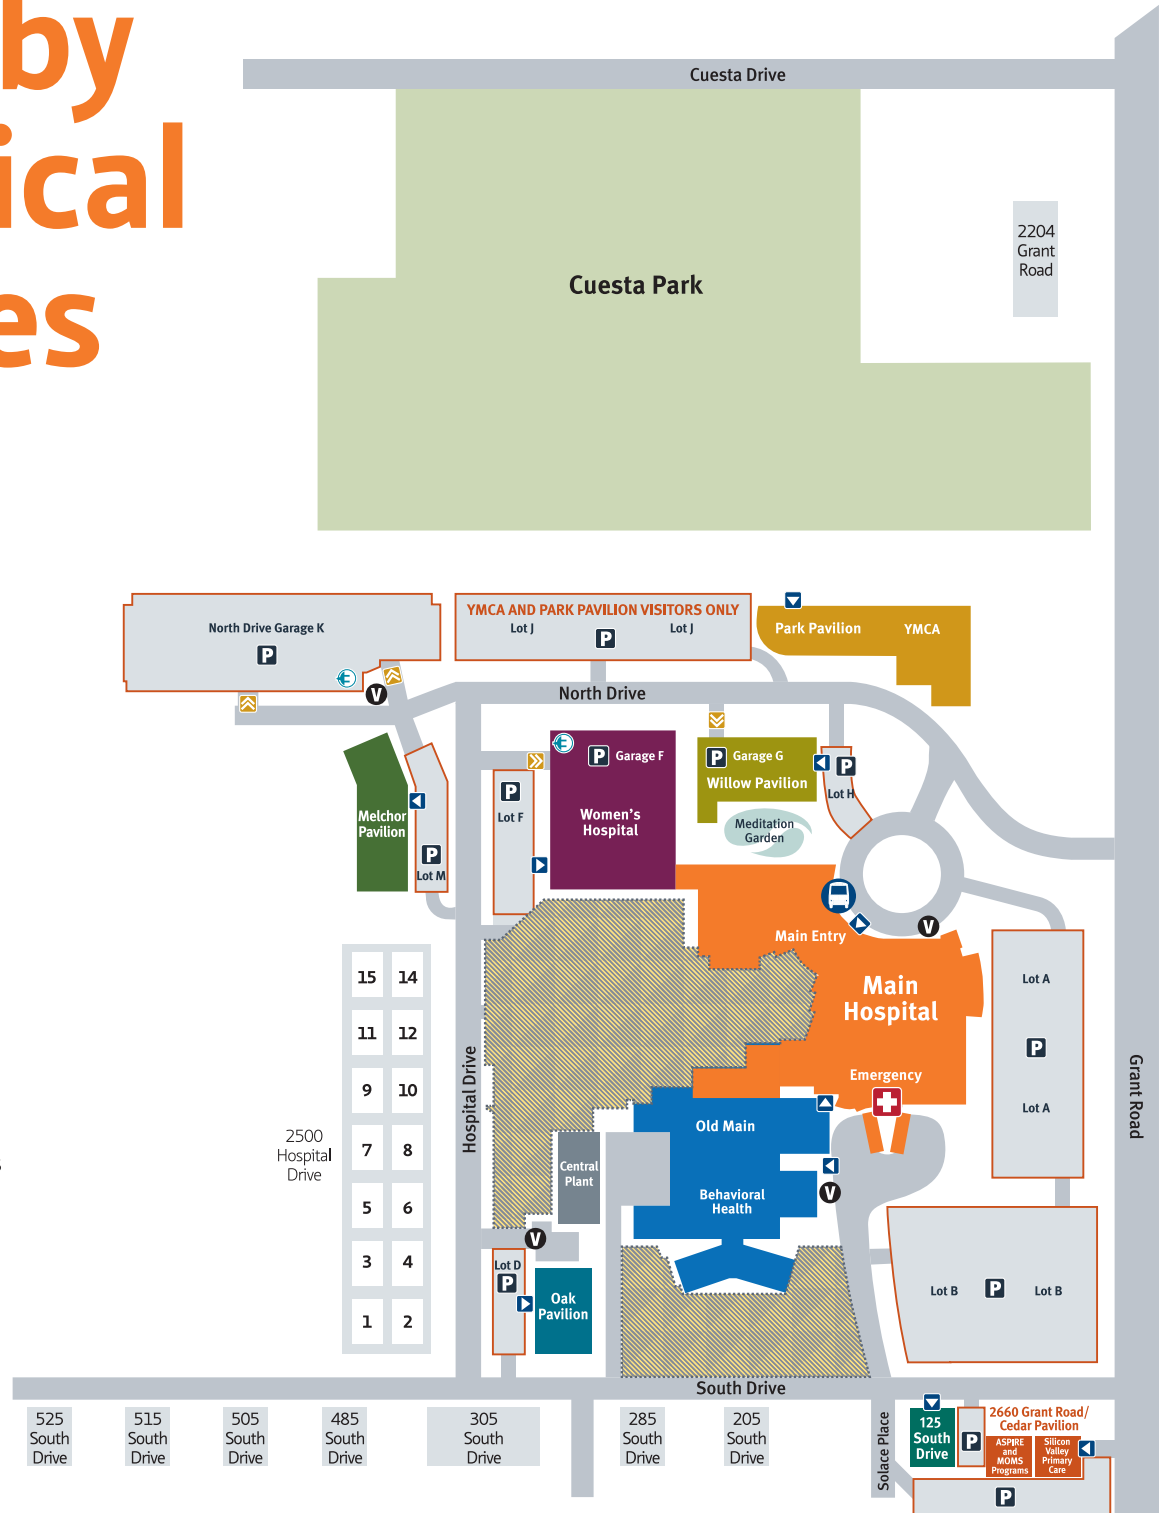 by
ical
es
Cuesta Drive
2204
Grant
Road
Cuesta Park
YMCA AND PARK PAVILION VISITORS ONLY
Lot J
Lot J
P
North Drive Garage K
P
E
V
Park Pavilion
YMCA
North Drive
E
P
Garage F
Women's
Hospital
P
Garage G
Willow Pavilion
P
Lot H
Meditation
Garden
P
Lot F
Melchor
Pavilion
P
Lot M
Main Entry
V
Main
Hospital
Emergency
Lot A
P
Lot A
Grant Road
Hospital Drive
15
14
11
12
9
10
7
8
5
6
3
4
1
2
2500
Hospital
Drive
Old Main
Central
Plant
Behavioral
Health
V
V
Lot D
P
Oak
Pavilion
Lot B
P
Lot B
South Drive
525
South
Drive
515
South
Drive
505
South
Drive
485
South
Drive
305
South
Drive
285
South
Drive
205
South
Drive
Solace Place
125
South
Drive
P
2660 Grant Road/
Cedar Pavilion
ASPIRE
and
MOMS
Programs
Silicon
Valley
Primary
Care
P